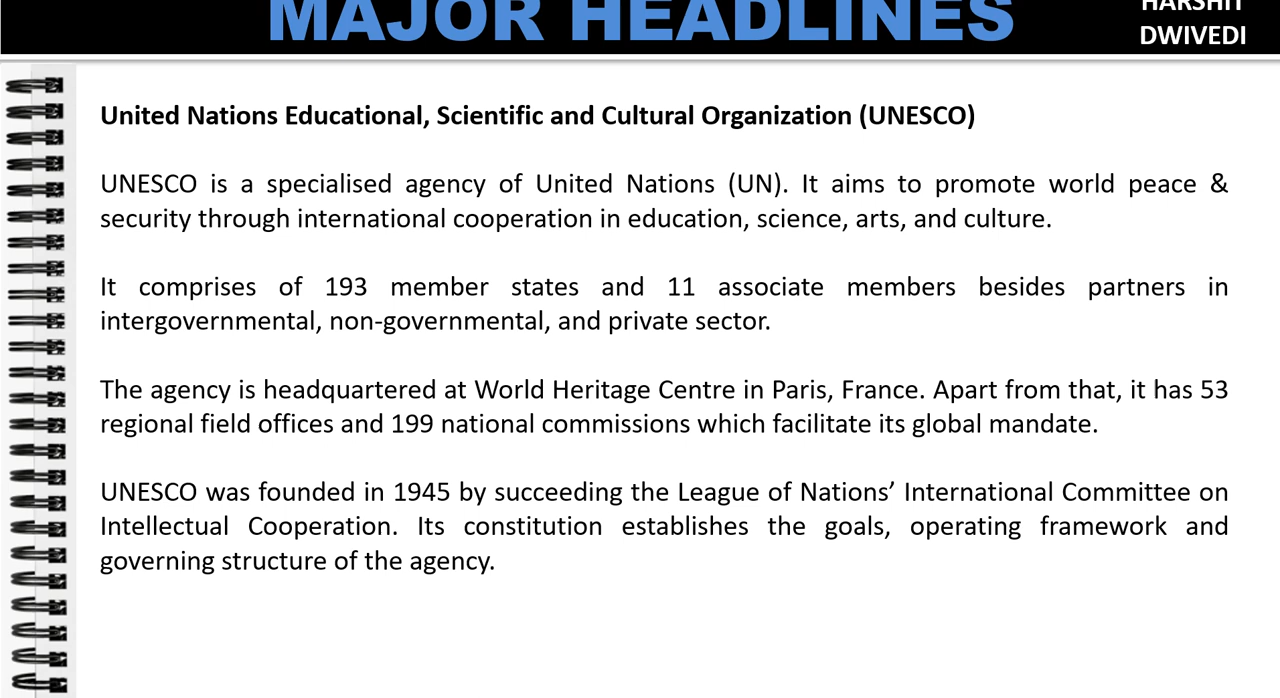 MAJOR HEADLINES
HARSHIT
DWIVEDI
United Nations Educational, Scientific and Cultural Organization (UNESCO)
UNESCO is a specialised agency of United Nations (UN). It aims to promote world peace &
security through international cooperation in education, science, arts, and culture.
It comprises of 193 member states and 11 associate members besides partners in
intergovernmental, non-governmental, and private sector.
The agency is headquartered at World Heritage Centre in Paris, France. Apart from that, it has 53
regional field offices and 199 national commissions which facilitate its global mandate.
UNESCO was founded in 1945 by succeeding the League of Nations’ International Committee on
Intellectual Cooperation. Its constitution establishes the goals, operating framework and
governing structure of the agency.